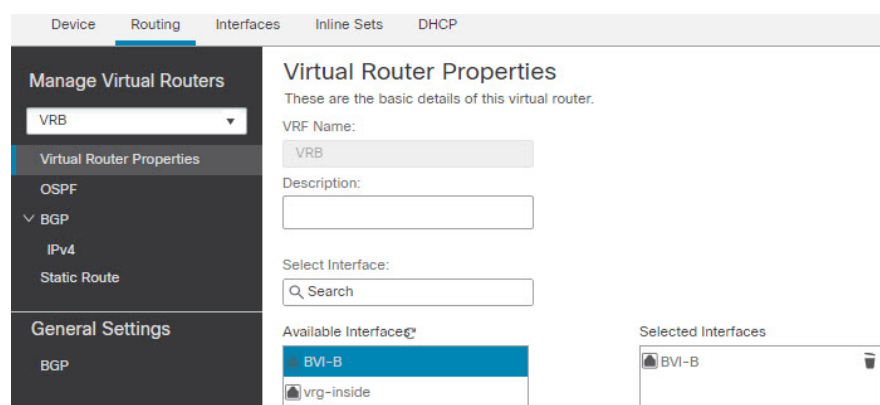 Device Routing Interfaces Inline Sets DHCP
Manage Virtual Routers
VRB
Virtual Router Properties
OSPF
BGP
IPv4
Static Route
General Settings
BGP
Virtual Router Properties
These are the basic details of this virtual router.
VRF Name:
VRB
Description:
Select Interface:
Search
Available Interfaces
BVI-B
vrg-inside
Selected Interfaces
BVI-B